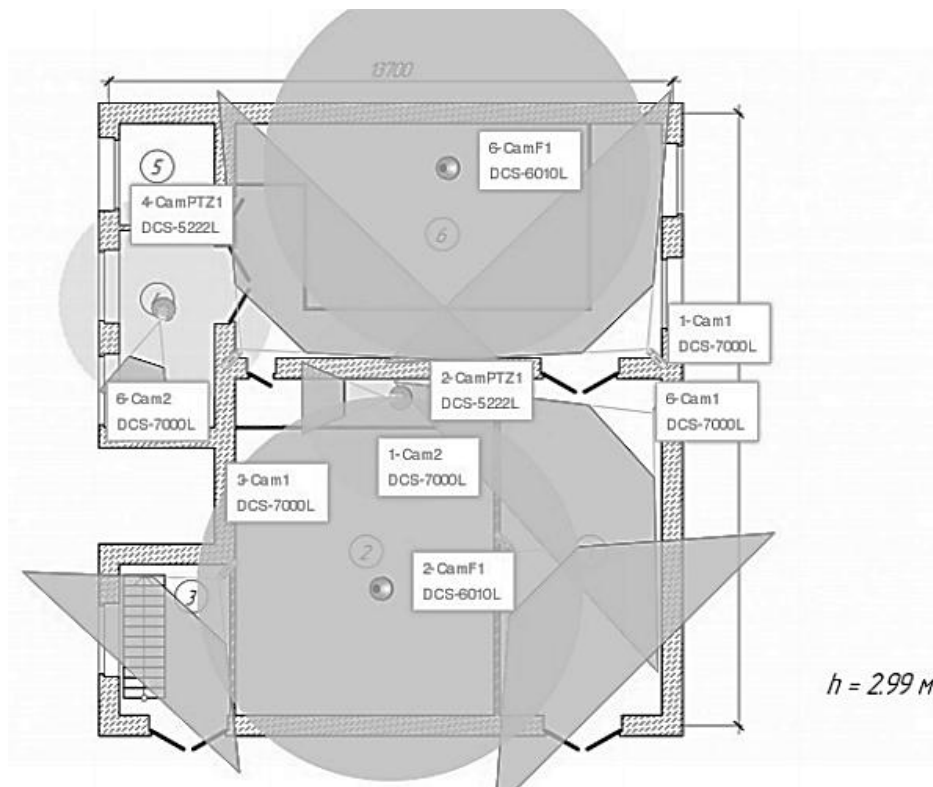 13700
6-CamF1
DCS-6010L
5
4-CamPTZ1
DCS-5222L
6
1-Cam1
DCS-7000L
2-CamPTZ1
DCS-5222L
6-Cam2
DCS-7000L
6-Cam1
DCS-7000L
1-Cam2
DCS-7000L
3-Cam1
DCS-7000L
2
2-CamF1
DCS-6010L
3
h = 2.99 м